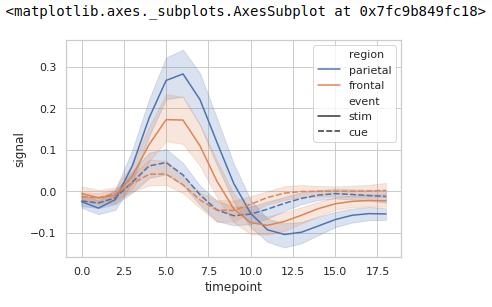 <matplotlib.axes._subplots.AxesSubplot at 0x7fc9b849fc18>
region
parietal
frontal
event
stim
cue
signal
0.3
0.2
0.1
0.0
−0.1
0.0
2.5
5.0
7.5
10.0
12.5
15.0
17.5
timepoint